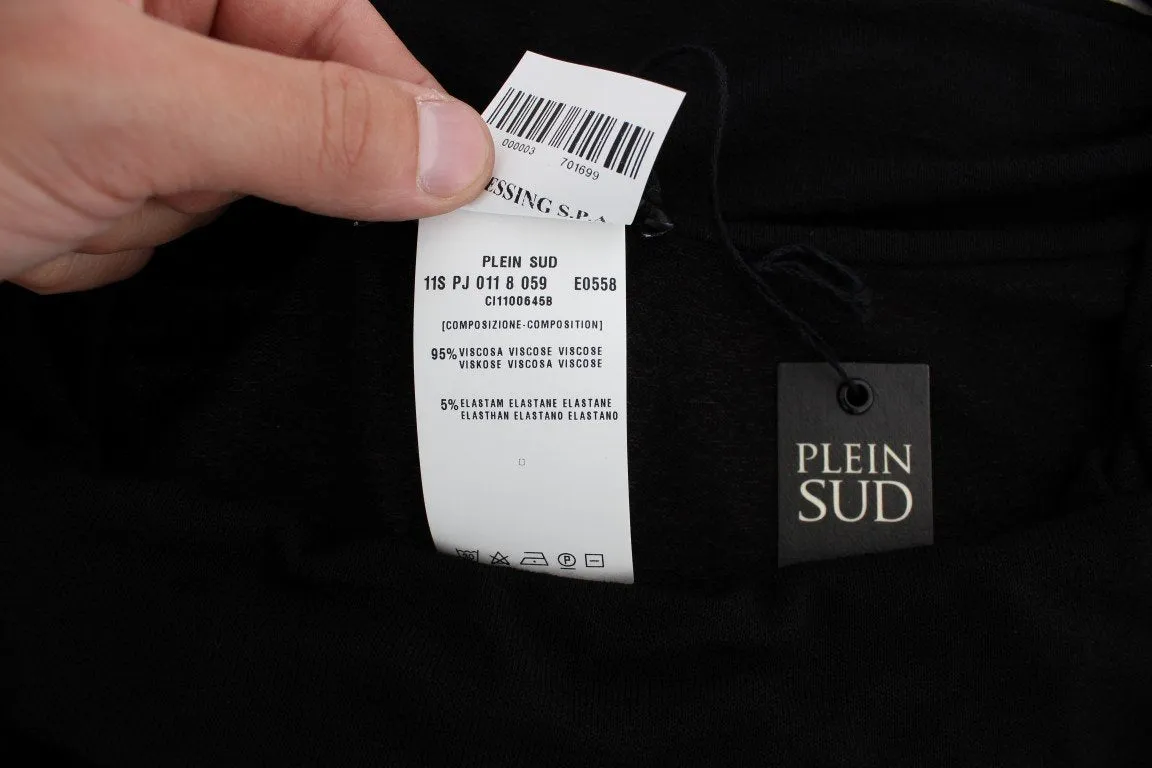 000003 701699
ESSING S.P.A
PLEIN SUD
11S PJ 011 8 059 E0558
CI1100645B
[COMPOSIZIONE-COMPOSITION]
95% VISCOSA VISCOSE VISCOSE
VISKOSE VISCOSA VISCOSE
5% ELASTAM ELASTANE ELASTANE
ELASTHAN ELASTANO ELASTANO
P
PLEIN
SUD